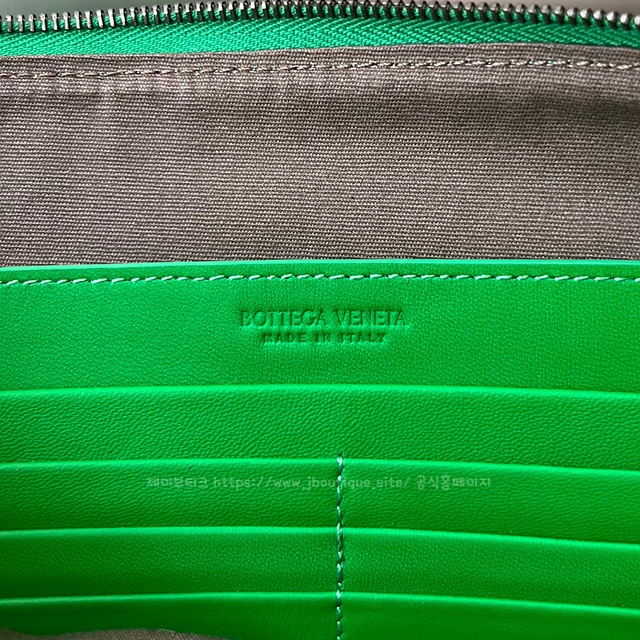 BOTTEGA VENETA
MADE IN ITALY
제이부티크 https://www.jboutique.site/ 공식홈페이지